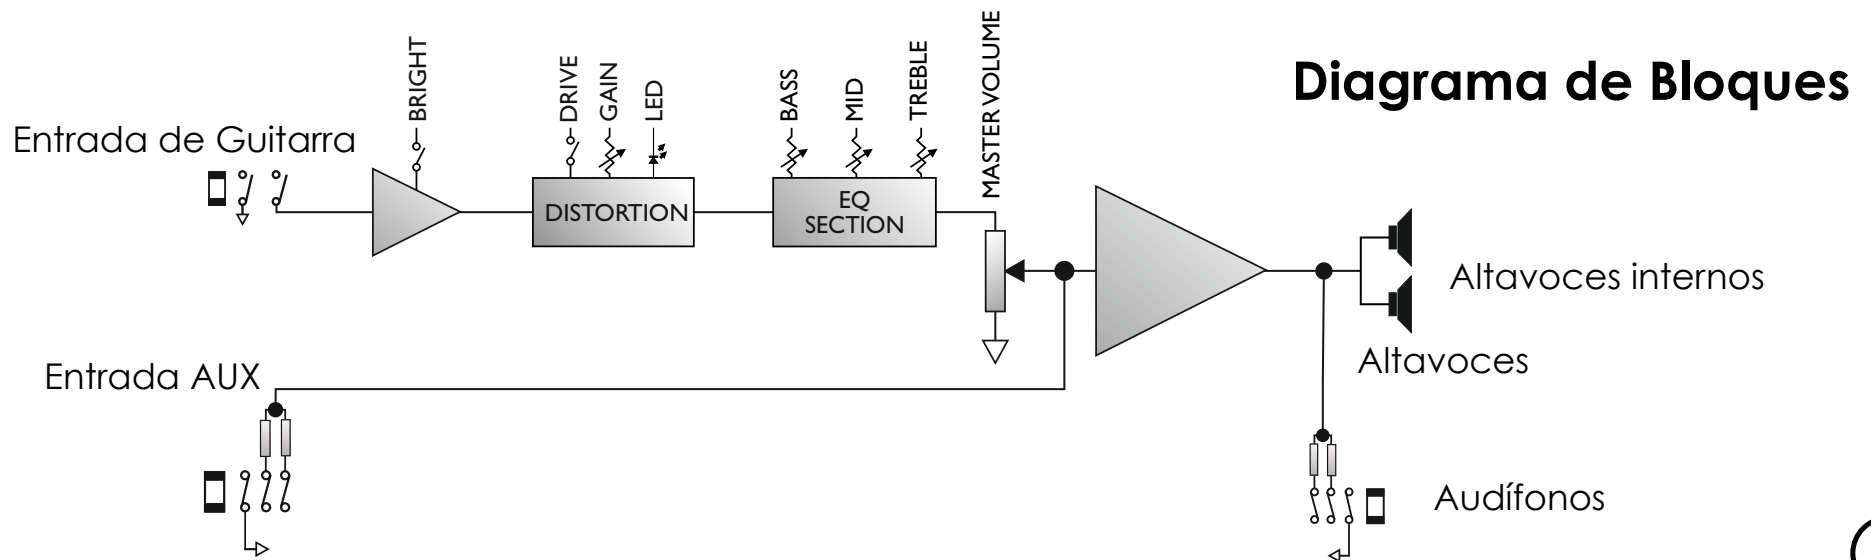 Diagrama de Bloques
Entrada de Guitarra
BRIGHT
DRIVE
GAIN
LED
BASS
MID
TREBLE
MASTER VOLUME
DISTORTION
EQ
SECTION
Altavoces internos
Altavoces
Entrada AUX
Audífonos